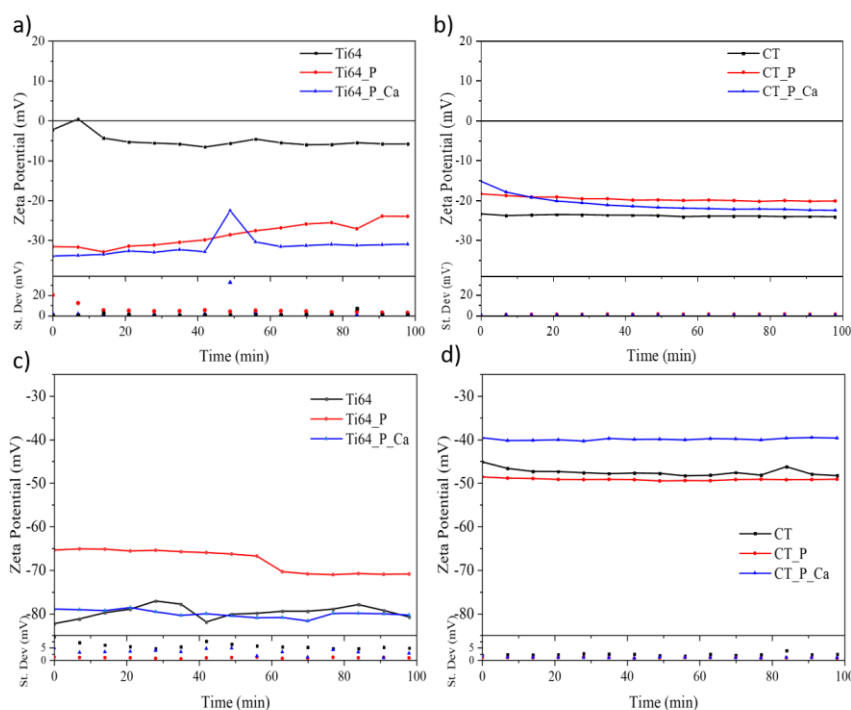 a)
Ti64
Ti64_P
Ti64_P_Ca
20
10
0
-10
-20
-30
Zeta Potential (mV)
20
0
St. Dev (mV)
0 20 40 60 80 100
Time (min)
b)
CT
CT_P
CT_P_Ca
20
10
0
-10
-20
-30
Zeta Potential (mV)
20
0
St. Dev (mV)
0 20 40 60 80 100
Time (min)
c)
Ti64
Ti64_P
Ti64_P_Ca
-30
-40
-50
-60
-70
-80
Zeta Potential (mV)
5
0
St. Dev (mV)
0 20 40 60 80 100
Time (min)
d)
CT
CT_P
CT_P_Ca
-30
-40
-50
-60
-70
-80
Zeta Potential (mV)
5
0
St. Dev (mV)
0 20 40 60 80 100
Time (min)